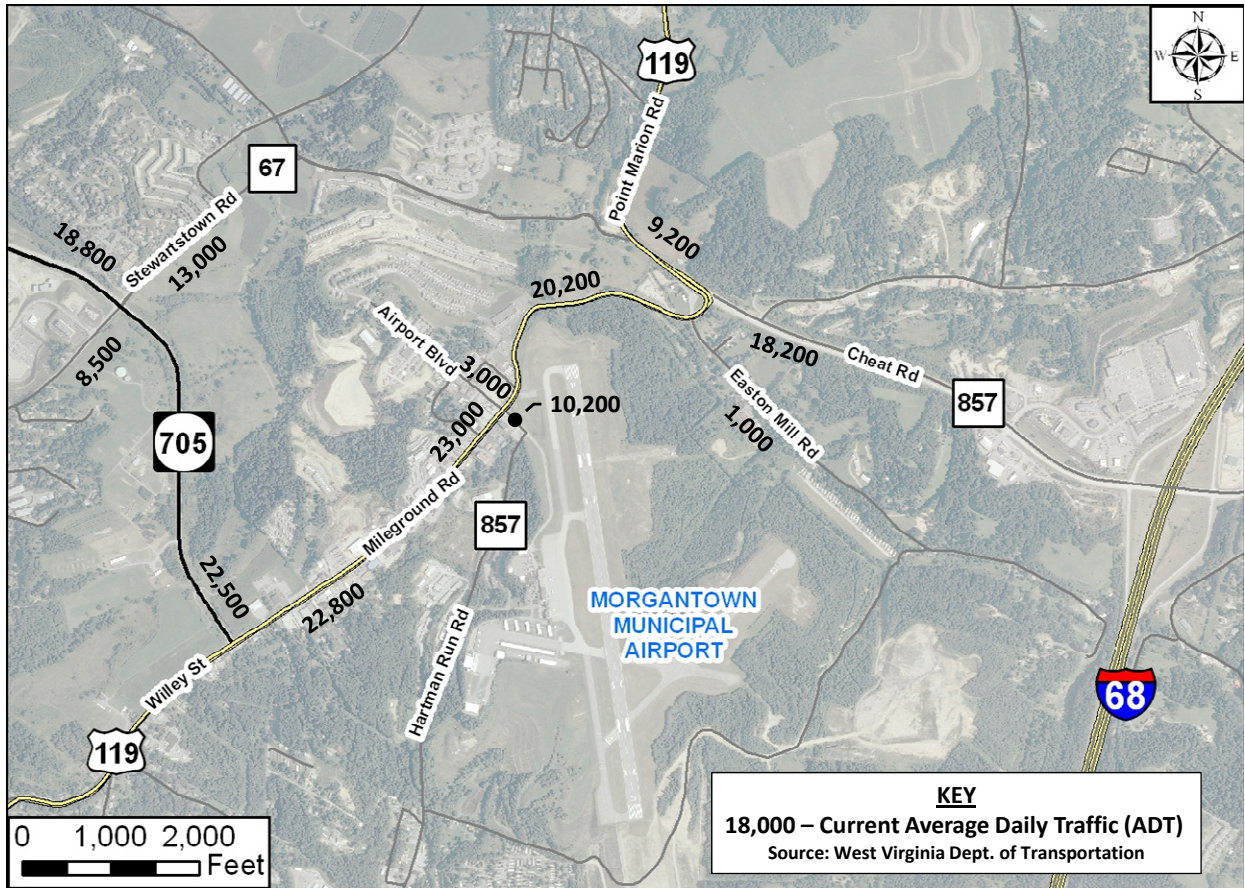 N
W E
S
119
Point Marion Rd
67
Stewartstown Rd
18,800
13,000
9,200
20,200
Airport Blvd
3,000
8,500
18,200
Cheat Rd
10,200
Easton Mill Rd
1,000
857
23,000
705
Mileground Rd
857
22,500
22,800
MORGANTOWN
MUNICIPAL
AIRPORT
Hartman Run Rd
Willey St
68
119
KEY
18,000 – Current Average Daily Traffic (ADT)
Source: West Virginia Dept. of Transportation
0 1,000 2,000
Feet